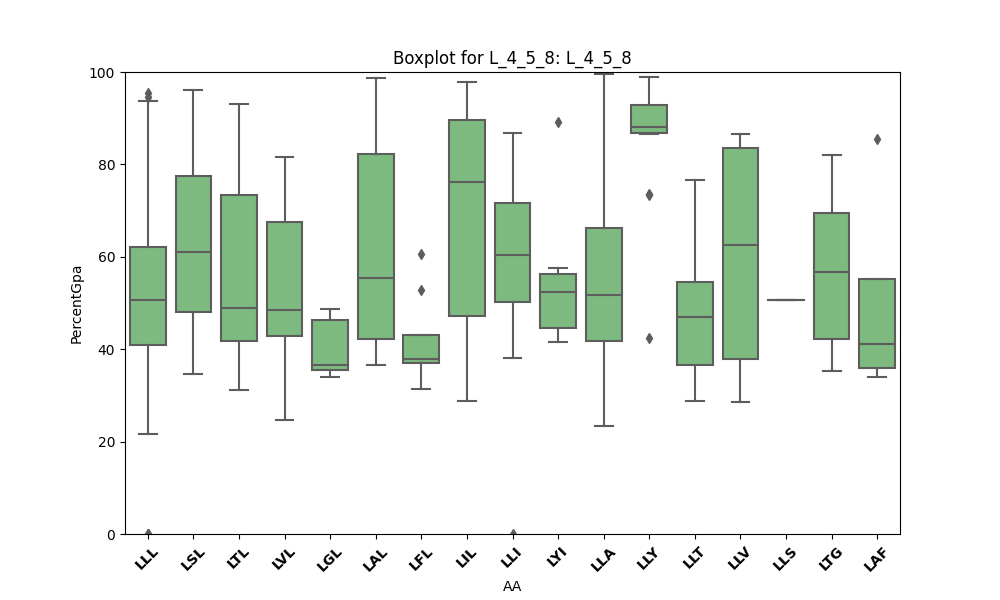 Boxplot for L_4_5_8: L_4_5_8
PercentGpa
100
80
60
40
20
0
LLL LSL LTL LVL LGL LAL LFL LIL LLI LYI LLA LLY LLT LLV LLS LTG LAF
AA